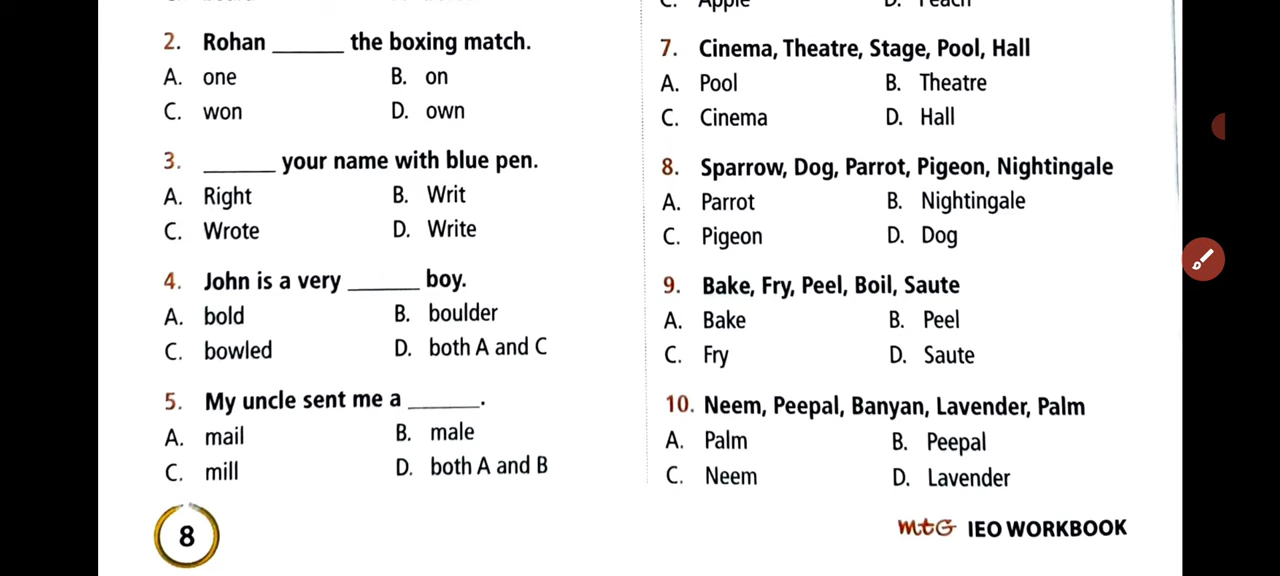 2. Rohan ______ the boxing match.
A. one B. on
C. won D. own
3. ______ your name with blue pen.
A. Right B. Writ
C. Wrote D. Write
4. John is a very ______ boy.
A. bold B. boulder
C. bowled D. both A and C
5. My uncle sent me a ______.
A. mail B. male
C. mill D. both A and B
8
C. Apple D. Peach
7. Cinema, Theatre, Stage, Pool, Hall
A. Pool B. Theatre
C. Cinema D. Hall
8. Sparrow, Dog, Parrot, Pigeon, Nightingale
A. Parrot B. Nightingale
C. Pigeon D. Dog
9. Bake, Fry, Peel, Boil, Saute
A. Bake B. Peel
C. Fry D. Saute
10. Neem, Peepal, Banyan, Lavender, Palm
A. Palm B. Peepal
C. Neem D. Lavender
mtG IEO WORKBOOK